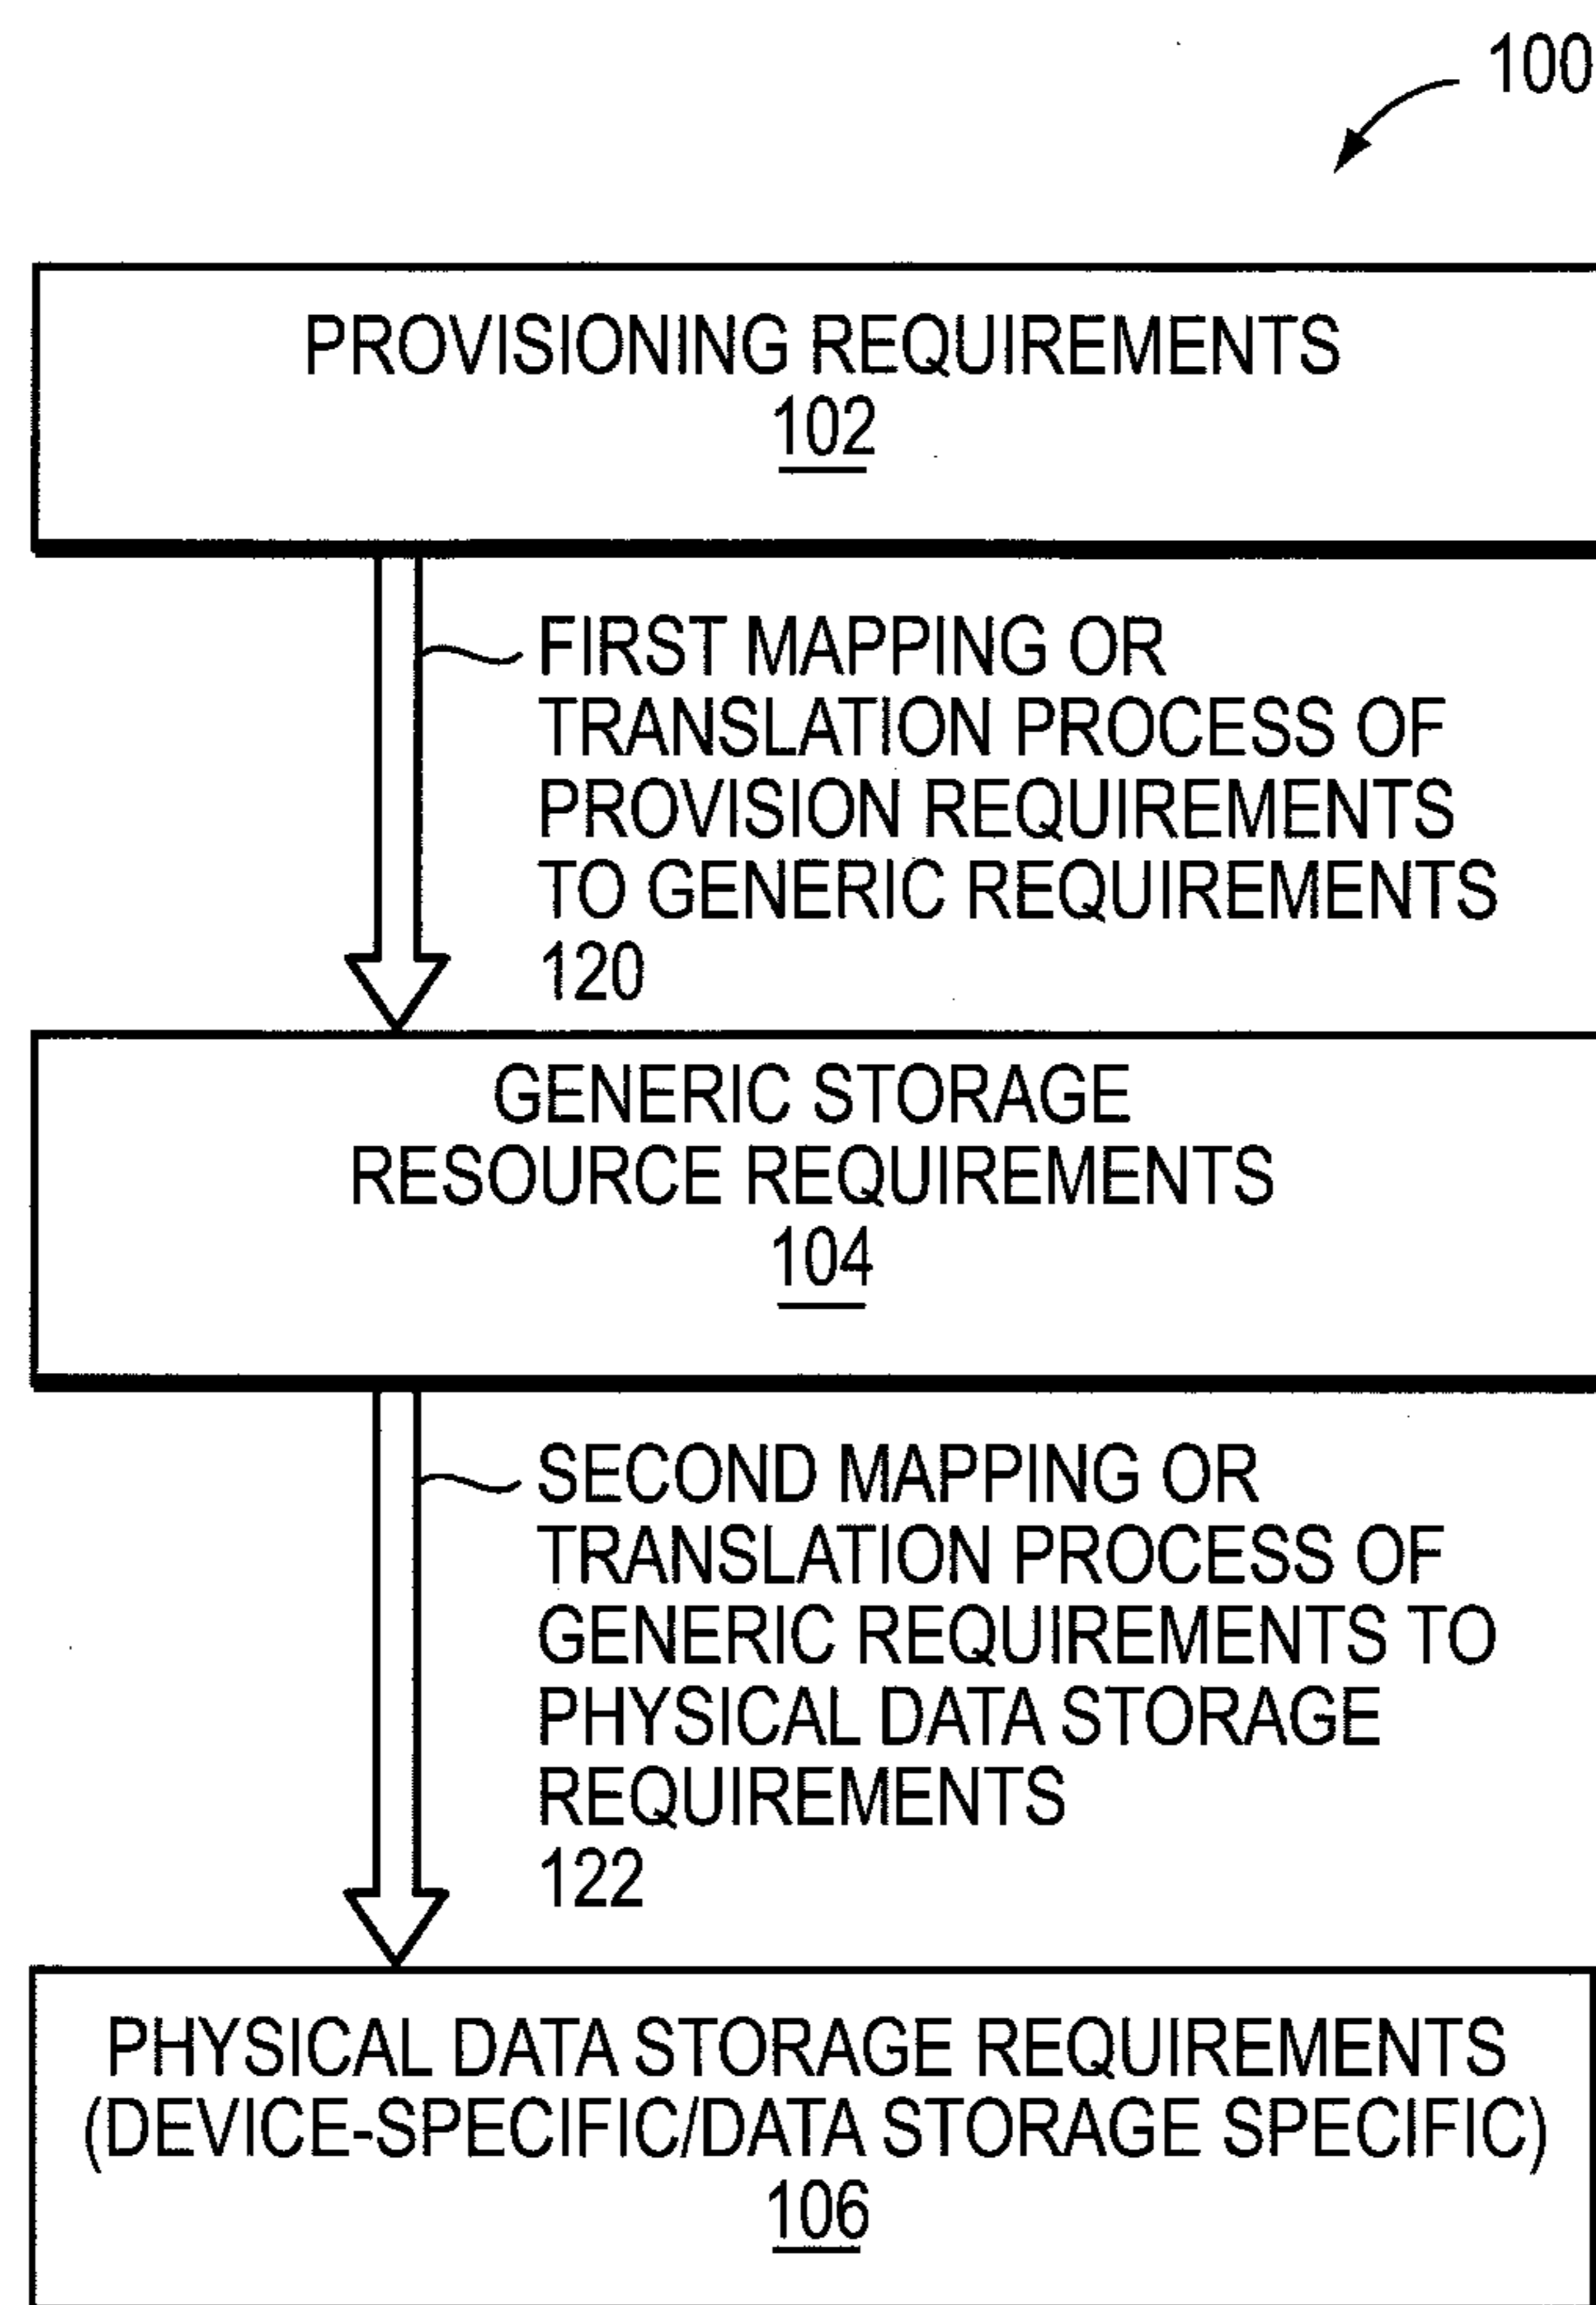 100
PROVISIONING REQUIREMENTS
102
FIRST MAPPING OR
TRANSLATION PROCESS OF
PROVISION REQUIREMENTS
TO GENERIC REQUIREMENTS
120
GENERIC STORAGE
RESOURCE REQUIREMENTS
104
SECOND MAPPING OR
TRANSLATION PROCESS OF
GENERIC REQUIREMENTS TO
PHYSICAL DATA STORAGE
REQUIREMENTS
122
PHYSICAL DATA STORAGE REQUIREMENTS
(DEVICE-SPECIFIC/DATA STORAGE SPECIFIC)
106